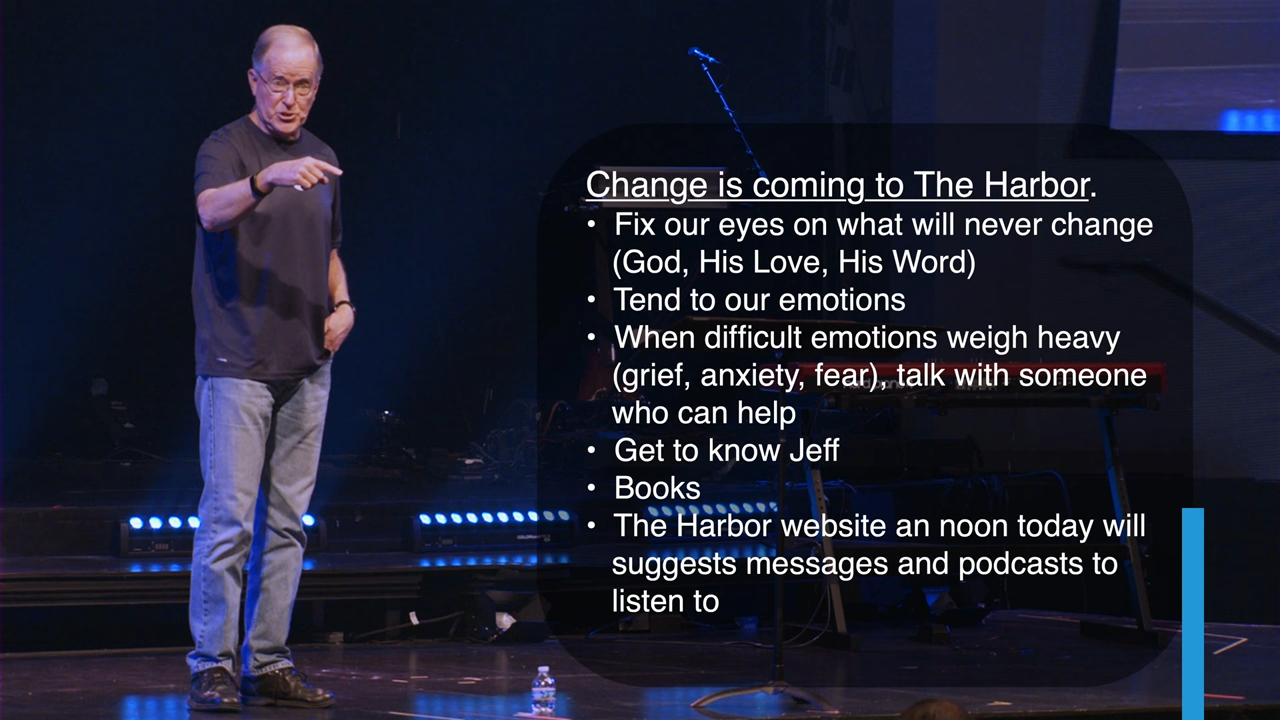 Change is coming to The Harbor.
• Fix our eyes on what will never change
(God, His Love, His Word)
• Tend to our emotions
• When difficult emotions weigh heavy
(grief, anxiety, fear), talk with someone
who can help
• Get to know Jeff
• Books
• The Harbor website an noon today will
suggests messages and podcasts to
listen to